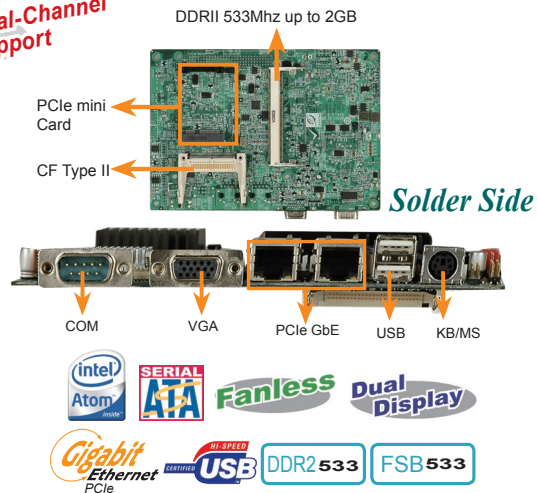 al-Channel
pport
DDRII 533Mhz up to 2GB
PCIe mini
Card
CF Type II
Solder Side
COM
VGA
PCIe GbE
USB
KB/MS
intel
Atom
inside
SERIAL
ATA
Fanless
Dual
Display
Gigabit
Ethernet
PCIe
HI-SPEED
CERTIFIED USB
DDR2 533
FSB 533